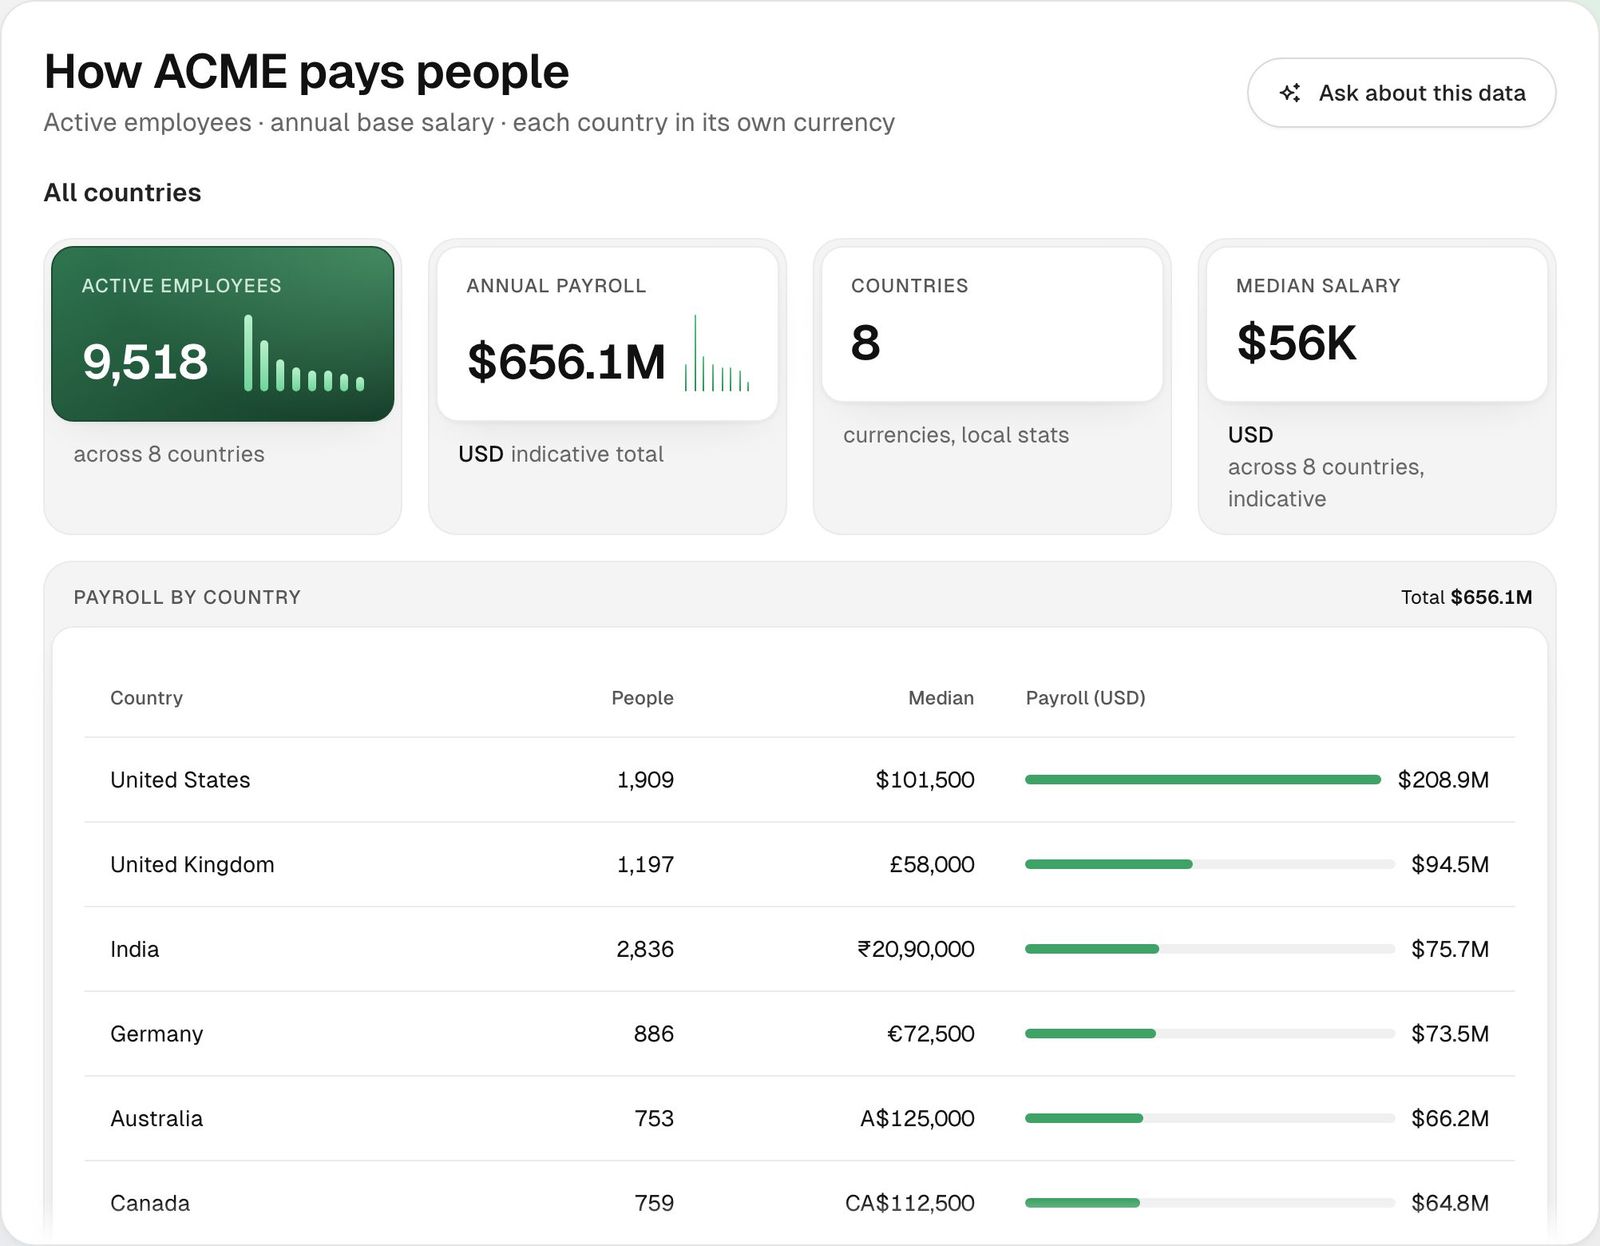 How ACME pays people
Active employees · annual base salary · each country in its own currency
Ask about this data
All countries
ACTIVE EMPLOYEES
9,518
across 8 countries
ANNUAL PAYROLL
$656.1M
USD indicative total
COUNTRIES
8
currencies, local stats
MEDIAN SALARY
$56K
USD
across 8 countries,
indicative
PAYROLL BY COUNTRY
Total $656.1M
Country People Median Payroll (USD)
United States 1,909 $101,500 $208.9M
United Kingdom 1,197 £58,000 $94.5M
India 2,836 ₹20,90,000 $75.7M
Germany 886 €72,500 $73.5M
Australia 753 A$125,000 $66.2M
Canada 759 CA$112,500 $64.8M